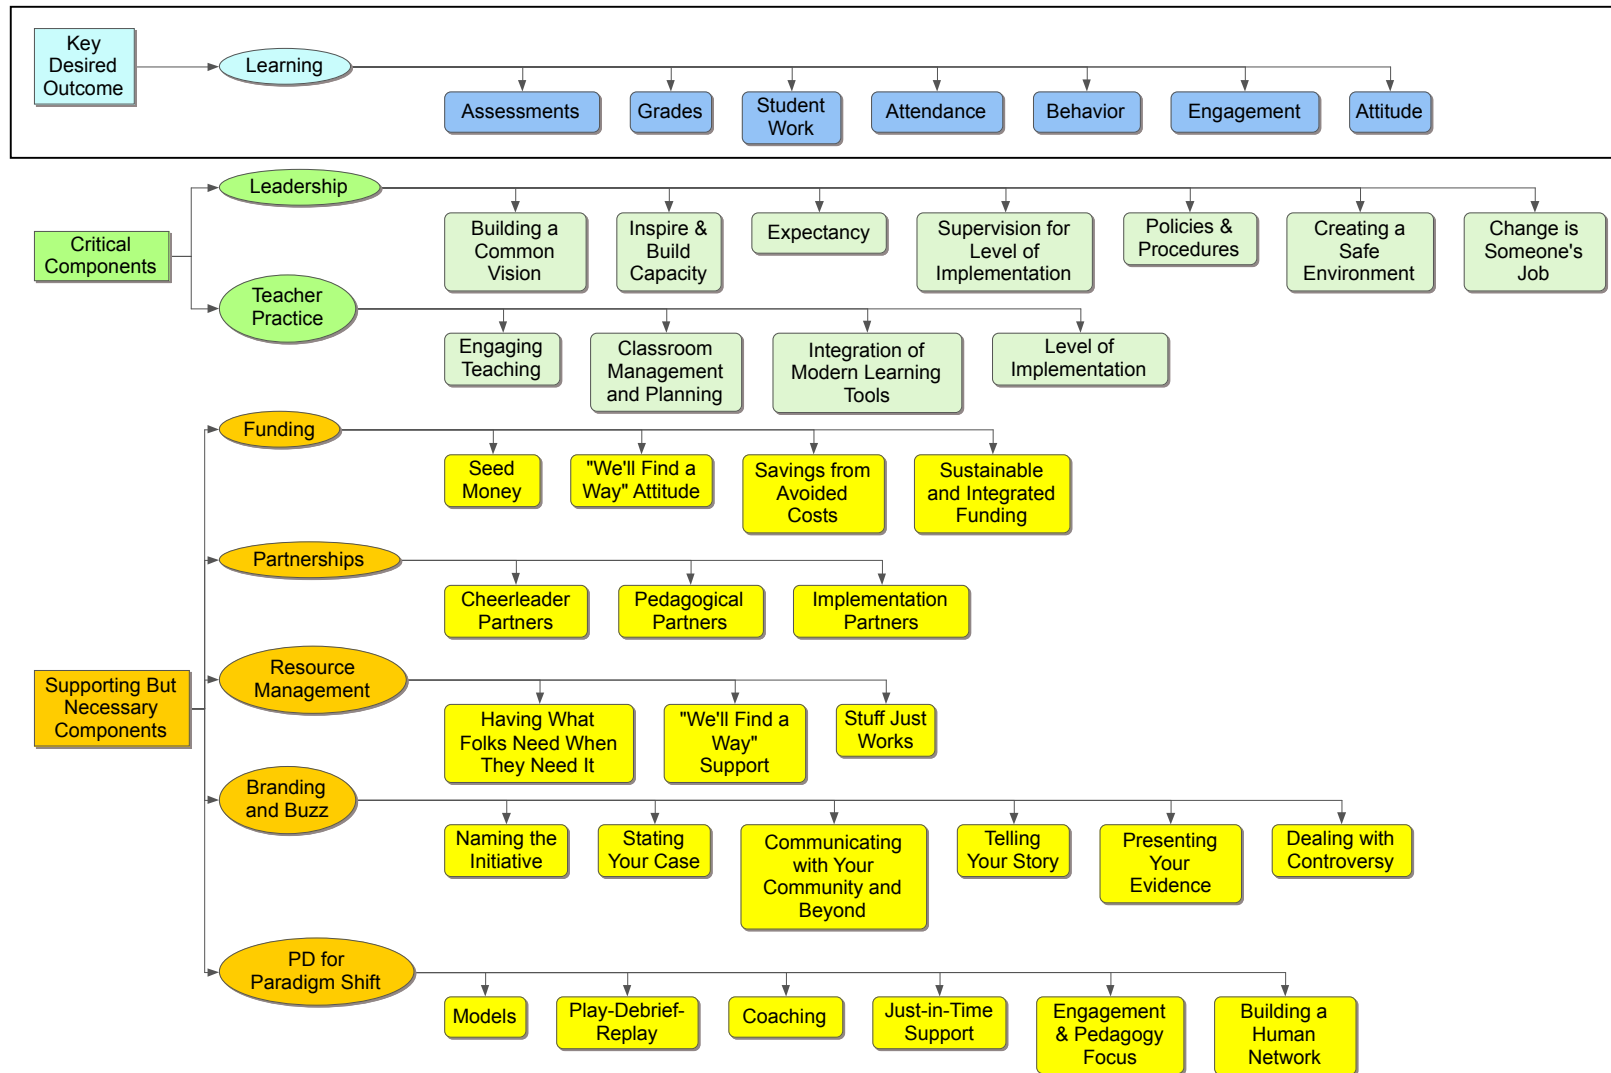 Key
Desired
Outcome
Learning
Assessments
Grades
Student
Work
Attendance
Behavior
Engagement
Attitude
Critical
Components
Leadership
Building a
Common
Vision
Inspire &
Build
Capacity
Expectancy
Supervision for
Level of
Implementation
Policies &
Procedures
Creating a
Safe
Environment
Change is
Someone's
Job
Teacher
Practice
Engaging
Teaching
Classroom
Management
and Planning
Integration of
Modern Learning
Tools
Level of
Implementation
Supporting But
Necessary
Components
Funding
Seed
Money
"We'll Find a
Way" Attitude
Savings from
Avoided
Costs
Sustainable
and Integrated
Funding
Partnerships
Cheerleader
Partners
Pedagogical
Partners
Implementation
Partners
Resource
Management
Having What
Folks Need When
They Need It
"We'll Find a
Way"
Support
Stuff Just
Works
Branding
and Buzz
Naming the
Initiative
Stating
Your Case
Communicating
with Your
Community and
Beyond
Telling
Your Story
Presenting
Your
Evidence
Dealing with
Controversy
PD for
Paradigm Shift
Models
Play-Debrief-
Replay
Coaching
Just-in-Time
Support
Engagement
& Pedagogy
Focus
Building a
Human
Network